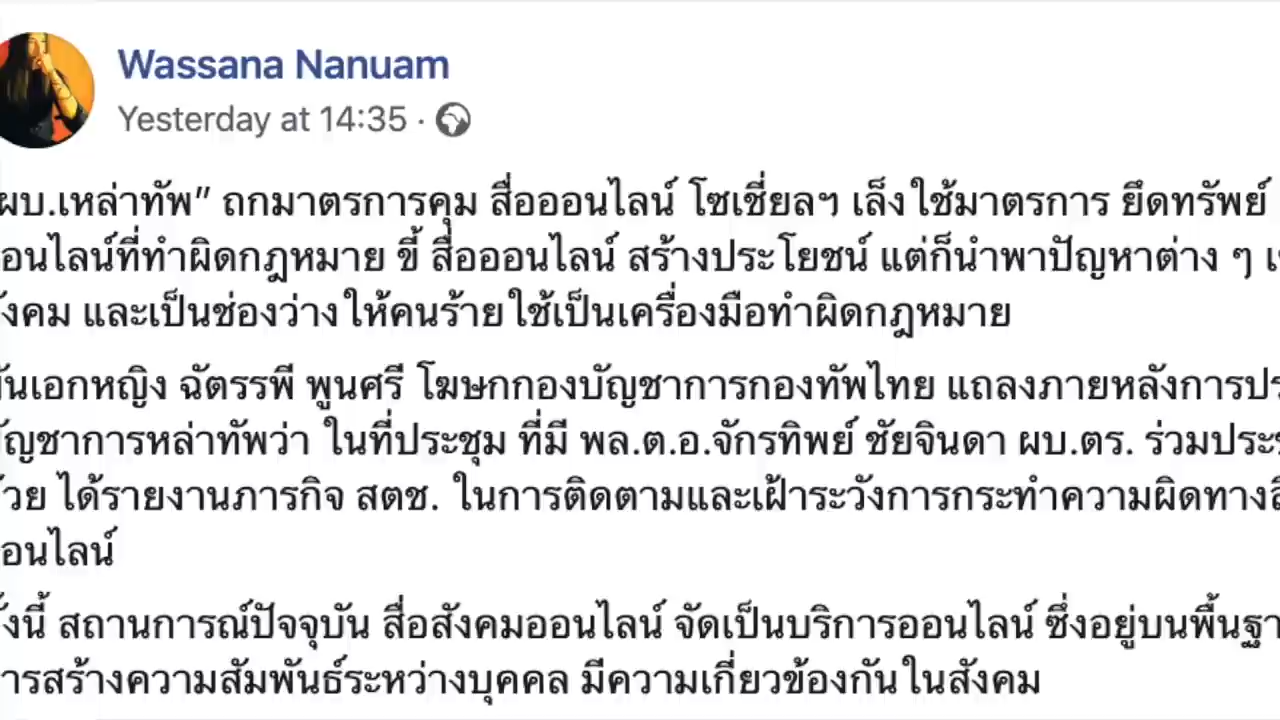 Wassana Nanuam
Yesterday at 14:35 ·
ผบ.เหล่าทัพ” ถกมาตรการคุม สื่อออนไลน์ โซเชี่ยลฯ เล็งใช้มาตรการ ยึดทรัพย์
อนไลน์ที่ทำผิดกฎหมาย ขี้ สื่อออนไลน์ สร้างประโยชน์ แต่ก็นำพาปัญหาต่าง ๆ
ังคม และเป็นช่องว่างให้คนร้ายใช้เป็นเครื่องมือทำผิดกฎหมาย
ันเอกหญิง ฉัตรรพี พูนศรี โฆษกกองบัญชาการกองทัพไทย แถลงภายหลังการปร
ัญชาการหล่าทัพว่า ในที่ประชุม ที่มี พล.ต.อ.จักรทิพย์ ชัยจินดา ผบ.ตร. ร่วมประช
้วย ได้รายงานภารกิจ สตช. ในการติดตามและเฝ้าระวังการกระทำความผิดทางสื
อนไลน์
ั้งนี้ สถานการณ์ปัจจุบัน สื่อสังคมออนไลน์ จัดเป็นบริการออนไลน์ ซึ่งอยู่บนพื้นฐา
ารสร้างความสัมพันธ์ระหว่างบุคคล มีความเกี่ยวข้องกันในสังคม